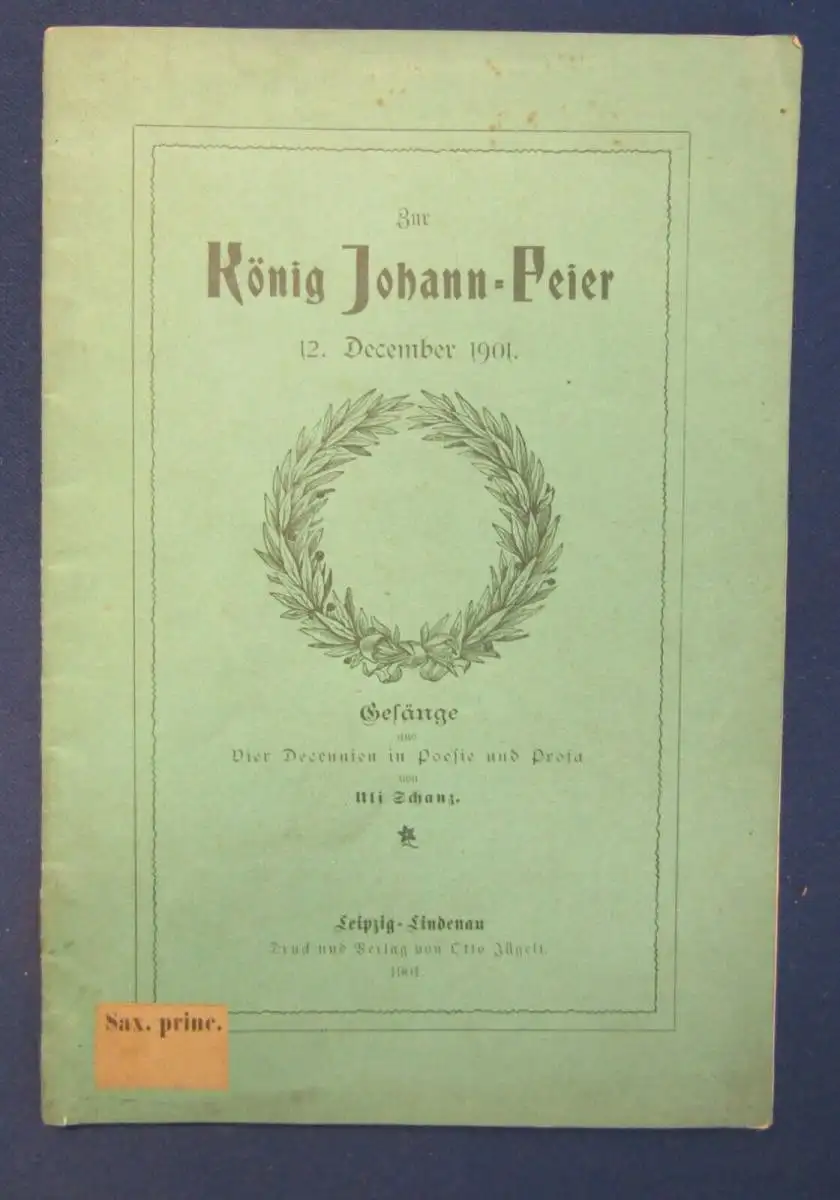 Zur
König Johann-Feier
12. December 1901.
Gesänge
aus
Vier Decennien in Poesie und Prosa
von
Uli Schanz.
Leipzig-Lindenau
Druck und Verlag von Otto Jügelt.
1901.
Sax. princ.